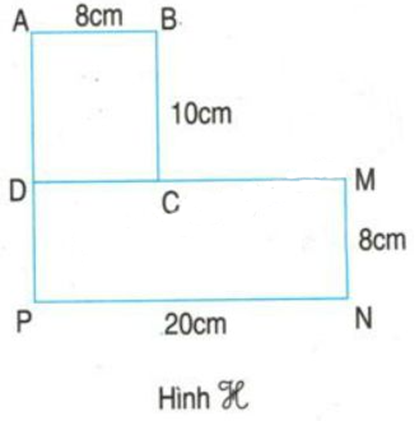 A 8cm B
10cm
D C M
8cm
P 20cm N
Hình ℋ